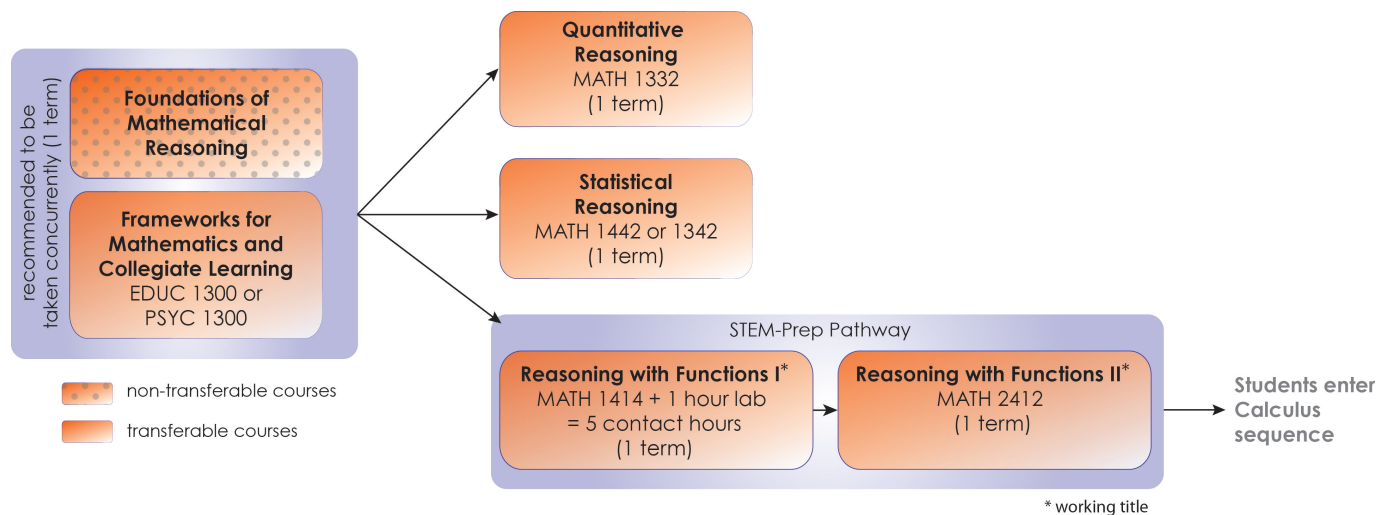 recommended to be
taken concurrently (1 term)
Foundations of
Mathematical
Reasoning
Frameworks for
Mathematics and
Collegiate Learning
EDUC 1300 or
PSYC 1300
non-transferable courses
transferable courses
Quantitative
Reasoning
MATH 1332
(1 term)
Statistical
Reasoning
MATH 1442 or 1342
(1 term)
STEM-Prep Pathway
Reasoning with Functions I*
MATH 1414 + 1 hour lab
= 5 contact hours
(1 term)
Reasoning with Functions II*
MATH 2412
(1 term)
Students enter
Calculus
sequence
* working title